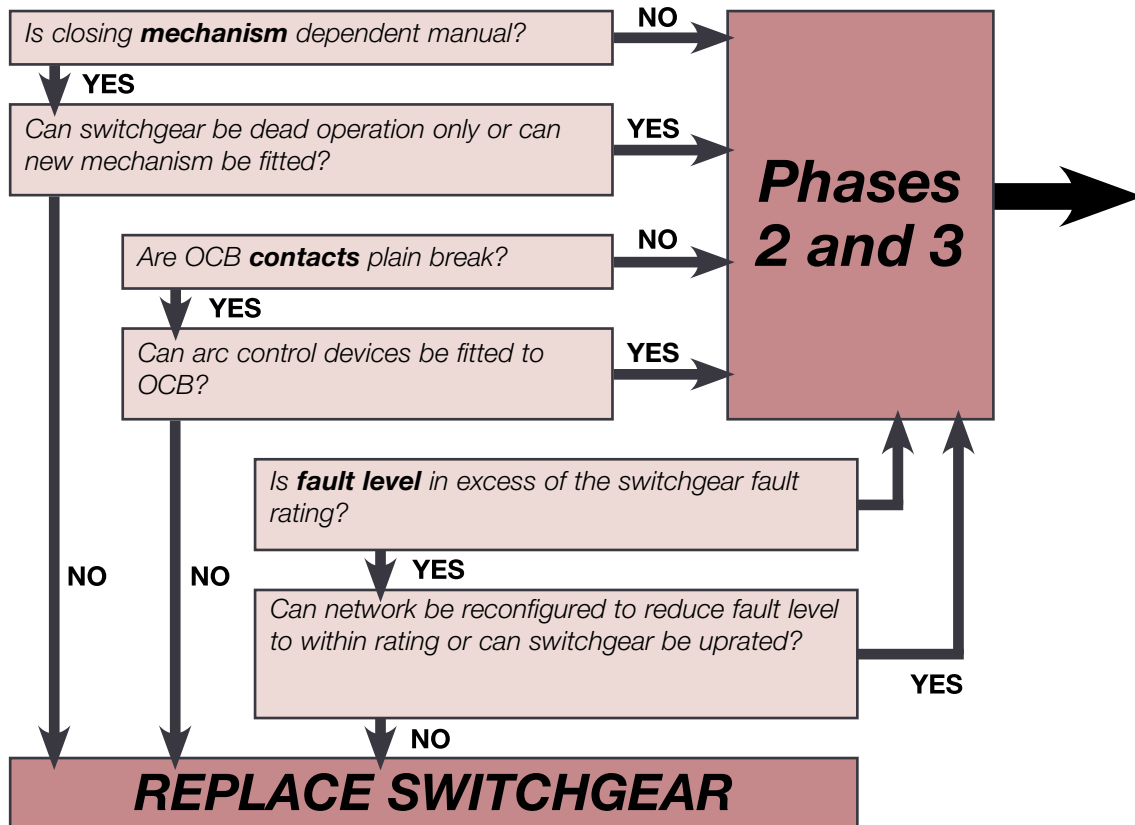 Is closing mechanism dependent manual?
NO
YES
Can switchgear be dead operation only or can
new mechanism be fitted?
YES
Phases
2 and 3
Are OCB contacts plain break?
NO
YES
Can arc control devices be fitted to
OCB?
YES
Is fault level in excess of the switchgear fault
rating?
NO
NO
YES
Can network be reconfigured to reduce fault level
to within rating or can switchgear be uprated?
YES
NO
REPLACE SWITCHGEAR